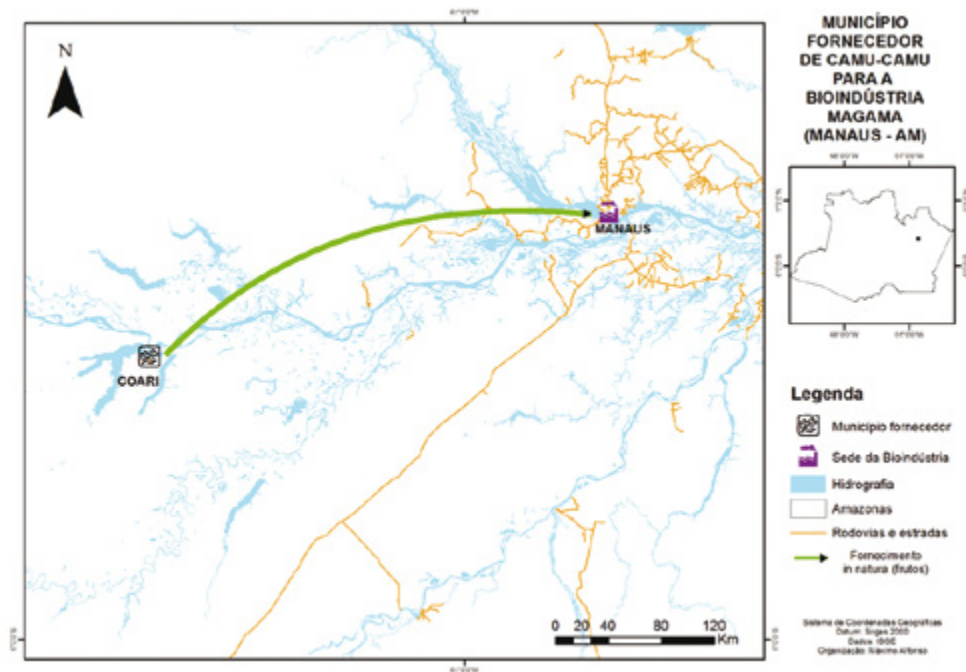 MUNICÍPIO
FORNECEDOR
DE CAMU-CAMU
PARA A
BIOINDÚSTRIA
MAGAMA
(MANAUS - AM)
N
MANAUS
COARI
Legenda
Município fornecedor
Sede da Bioindústria
Hidrografia
Amazonas
Rodovias e estradas
Fornecimento
in natura (frutos)
0 20 40 60 80 120
Km
Sistema de Coordenadas Geográficas
Datum: Sirgas 2000
Dados: IBGE